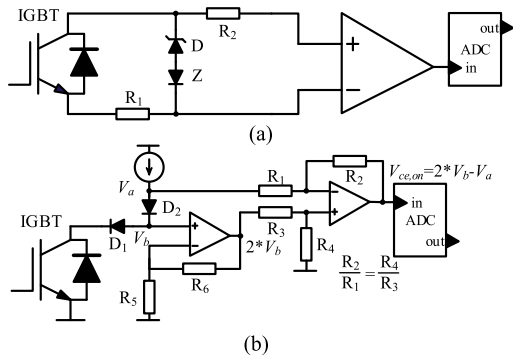 IGBT
D
Z
R2
R1
+
−
out
ADC
in
(a)
Va
D2
R1
R2
Vce,on=2*Vb-Va
IGBT
D1
Vb
+
−
2*Vb
R3
−
+
R4
in
ADC
out
R5
R6
R2/R1 = R4/R3
(b)